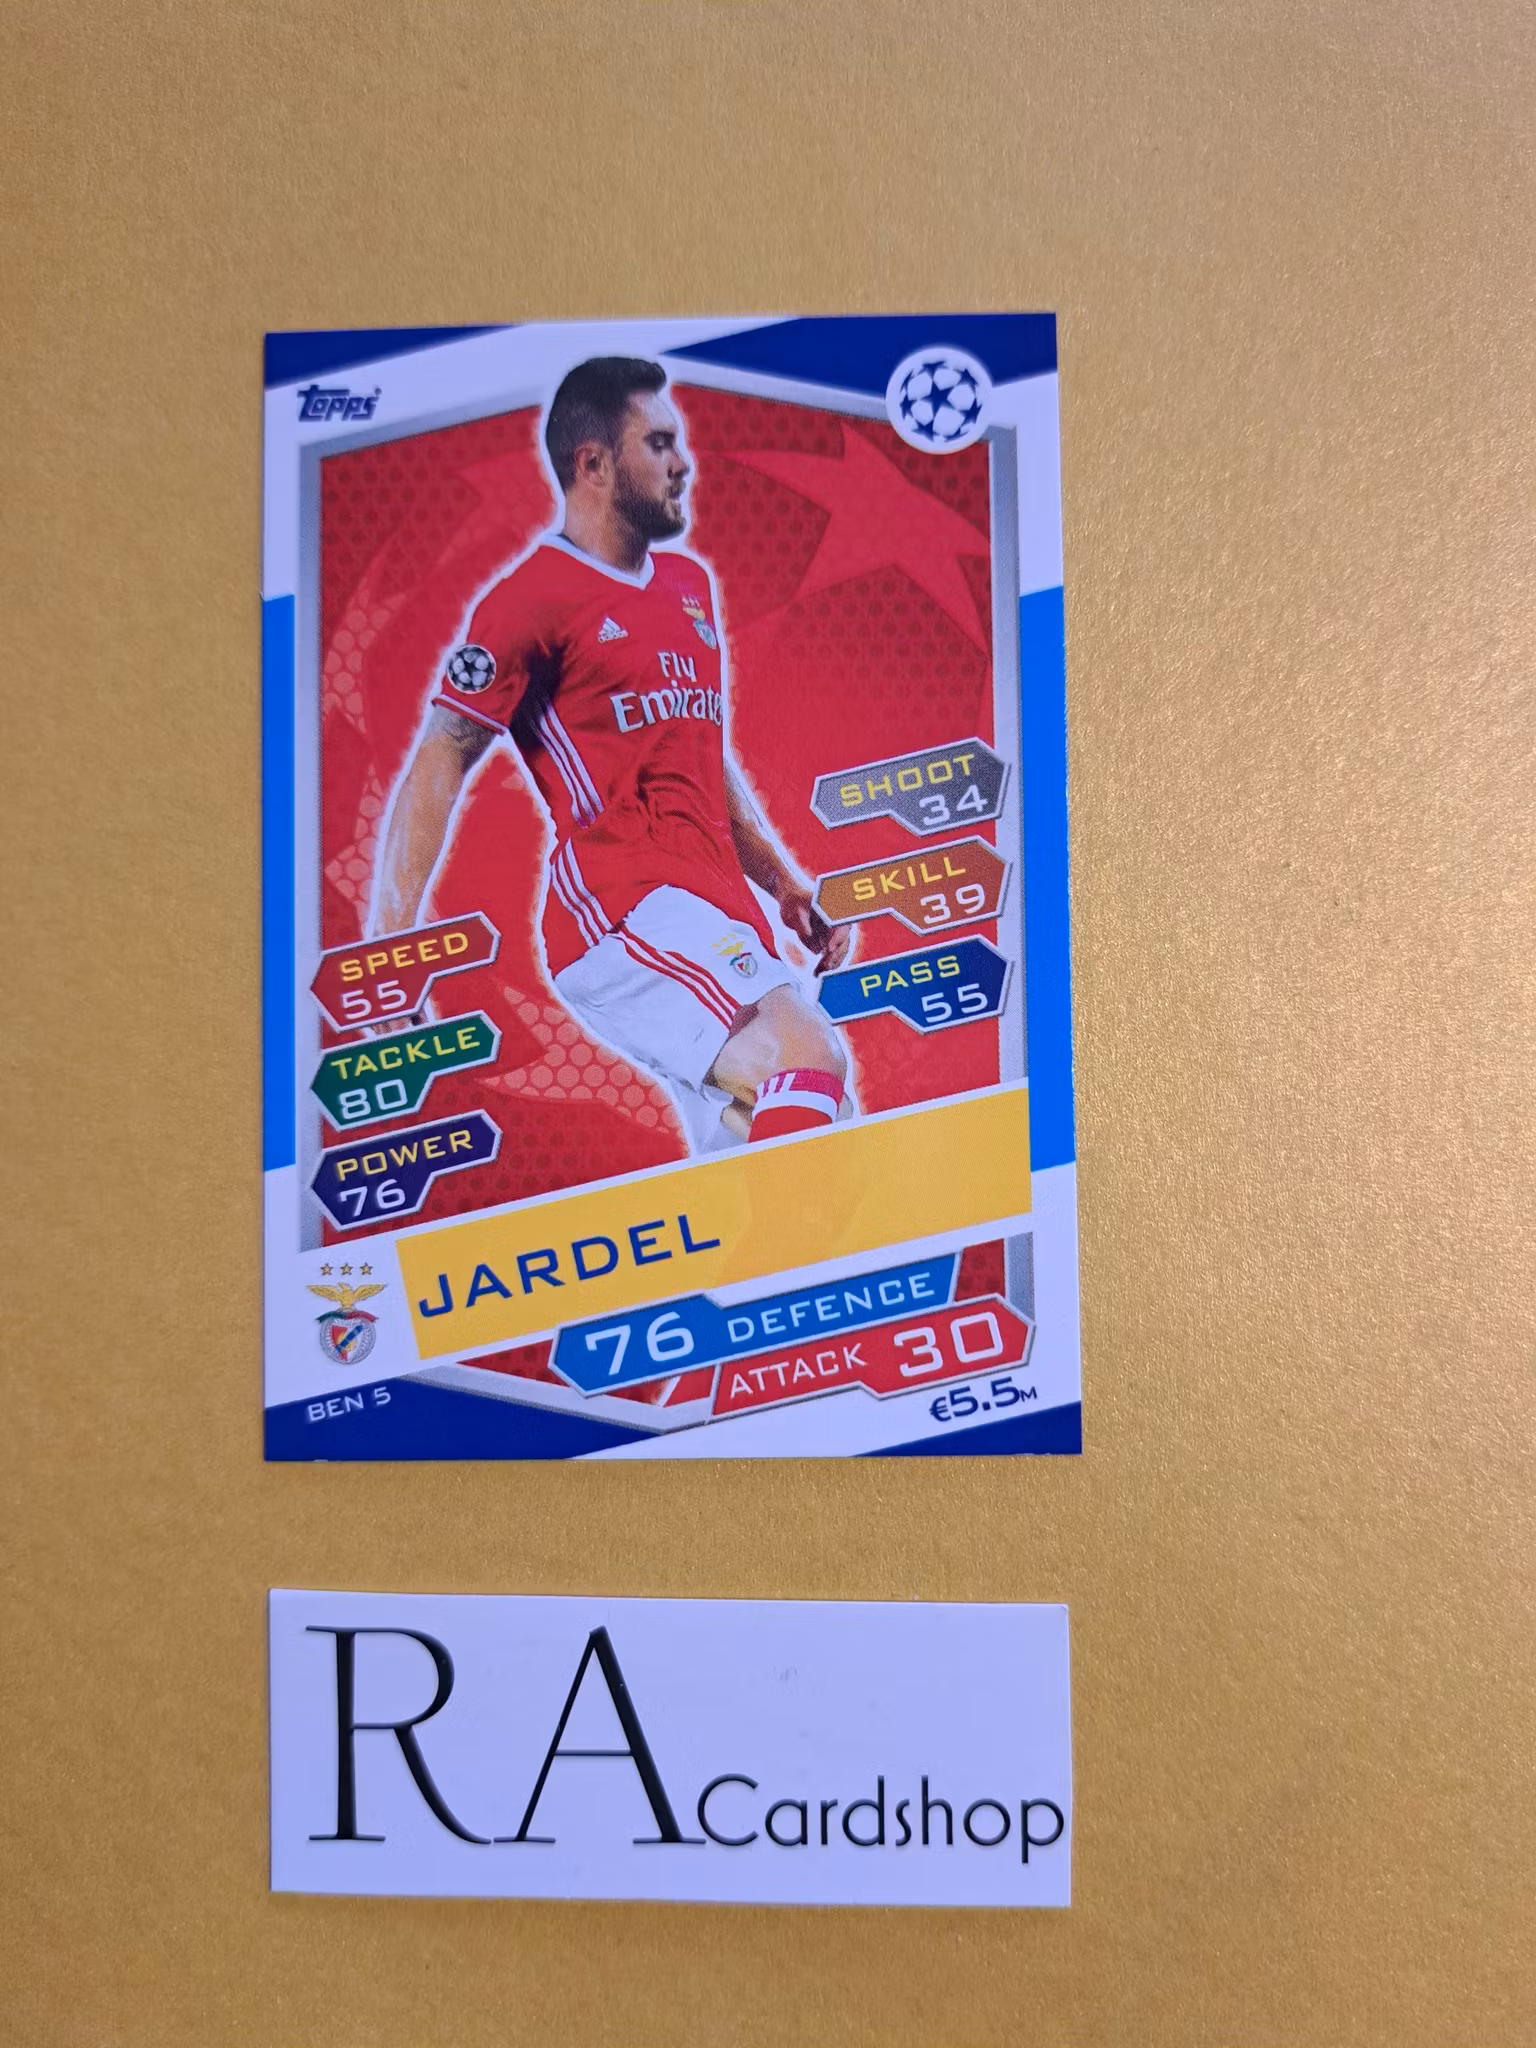 Topps
adidas
Fly
Emirates
SHOOT
34
SKILL
39
PASS
55
SPEED
55
TACKLE
80
POWER
76
JARDEL
76 DEFENCE
ATTACK 30
BEN 5
€5.5M
RA Cardshop